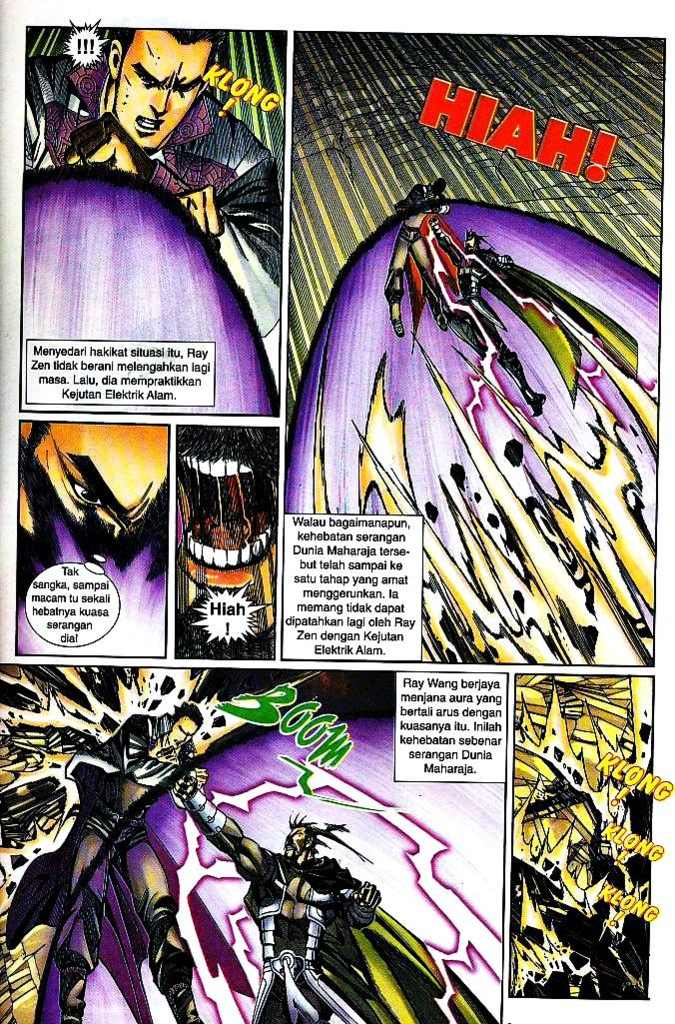 !!!
KLONG
!
Menyedari hakikat situasi itu, Ray
Zen tidak berani melengahkan lagi
masa. Lalu, dia mempraktikkan
Kejutan Elektrik Alam.
HIAH!
Walau bagaimanapun,
kehebatan serangan
Dunia Maharaja terse-
but telah sampai ke
satu tahap yang amat
menggerunkan. Ia
memang tidak dapat
dipatahkan lagi oleh Ray
Zen dengan Kejutan
Elektrik Alam.
Tak
sangka, sampai
macam tu sekali
hebatnya kuasa
serangan
dia!
Hiah
!
BOOM
Ray Wang berjaya
menjana aura yang
bertali arus dengan
kuasanya itu. Inilah
kehebatan sebenar
serangan Dunia
Maharaja.
KLONG
!
KLONG
!
KLONG
!